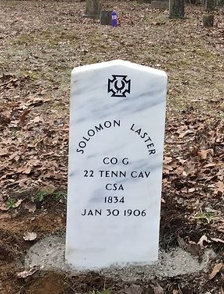 SOLOMON LASTER
CO G
22 TENN CAV
CSA
1834
JAN 30 1906